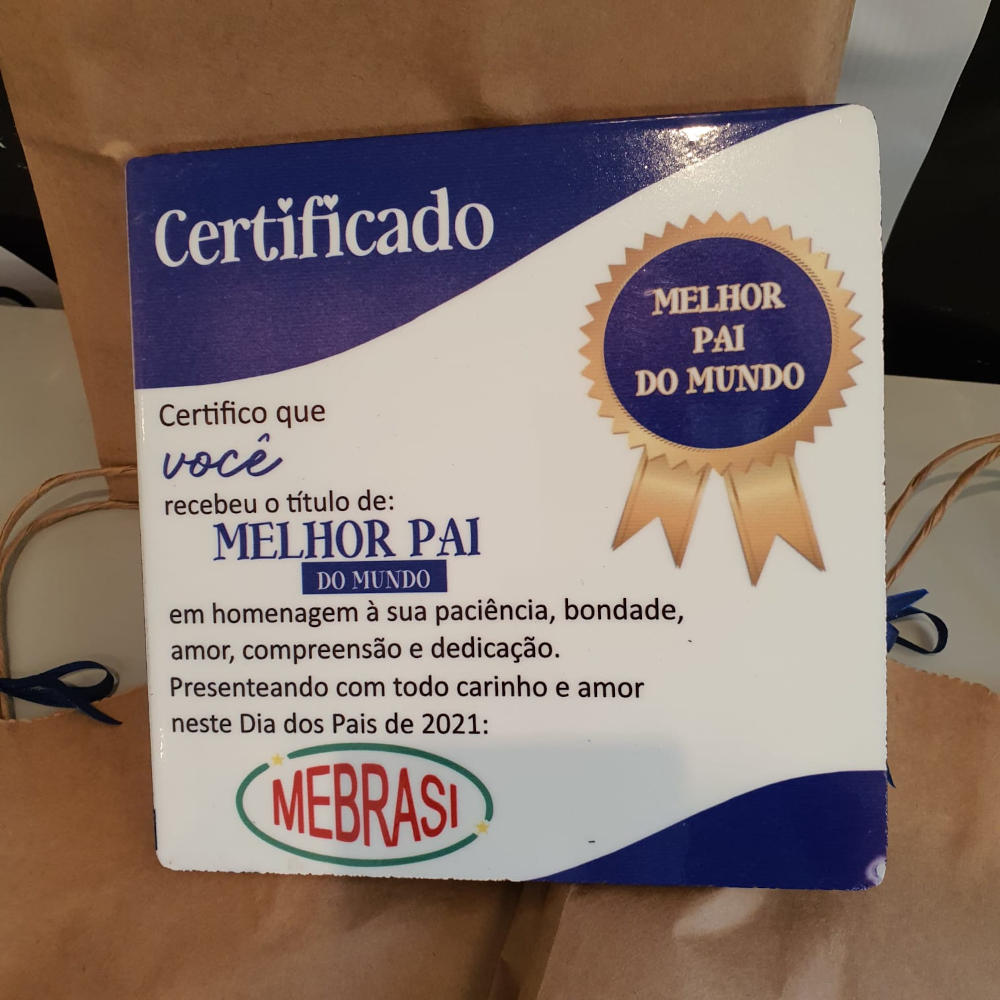 Certificado
MELHOR
PAI
DO MUNDO
Certifico que
você
recebeu o título de:
MELHOR PAI
DO MUNDO
em homenagem à sua paciência, bondade,
amor, compreensão e dedicação.
Presenteando com todo carinho e amor
neste Dia dos Pais de 2021:
MEBRASI